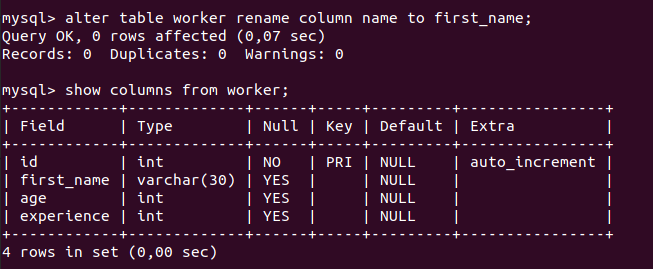 mysql> alter table worker rename column name to first_name;
Query OK, 0 rows affected (0,07 sec)
Records: 0  Duplicates: 0  Warnings: 0

mysql> show columns from worker;
+------------+-------------+------+-----+---------+----------------+
| Field      | Type        | Null | Key | Default | Extra          |
+------------+-------------+------+-----+---------+----------------+
| id         | int         | NO   | PRI | NULL    | auto_increment |
| first_name | varchar(30) | YES  |     | NULL    |                |
| age        | int         | YES  |     | NULL    |                |
| experience | int         | YES  |     | NULL    |                |
+------------+-------------+------+-----+---------+----------------+
4 rows in set (0,00 sec)